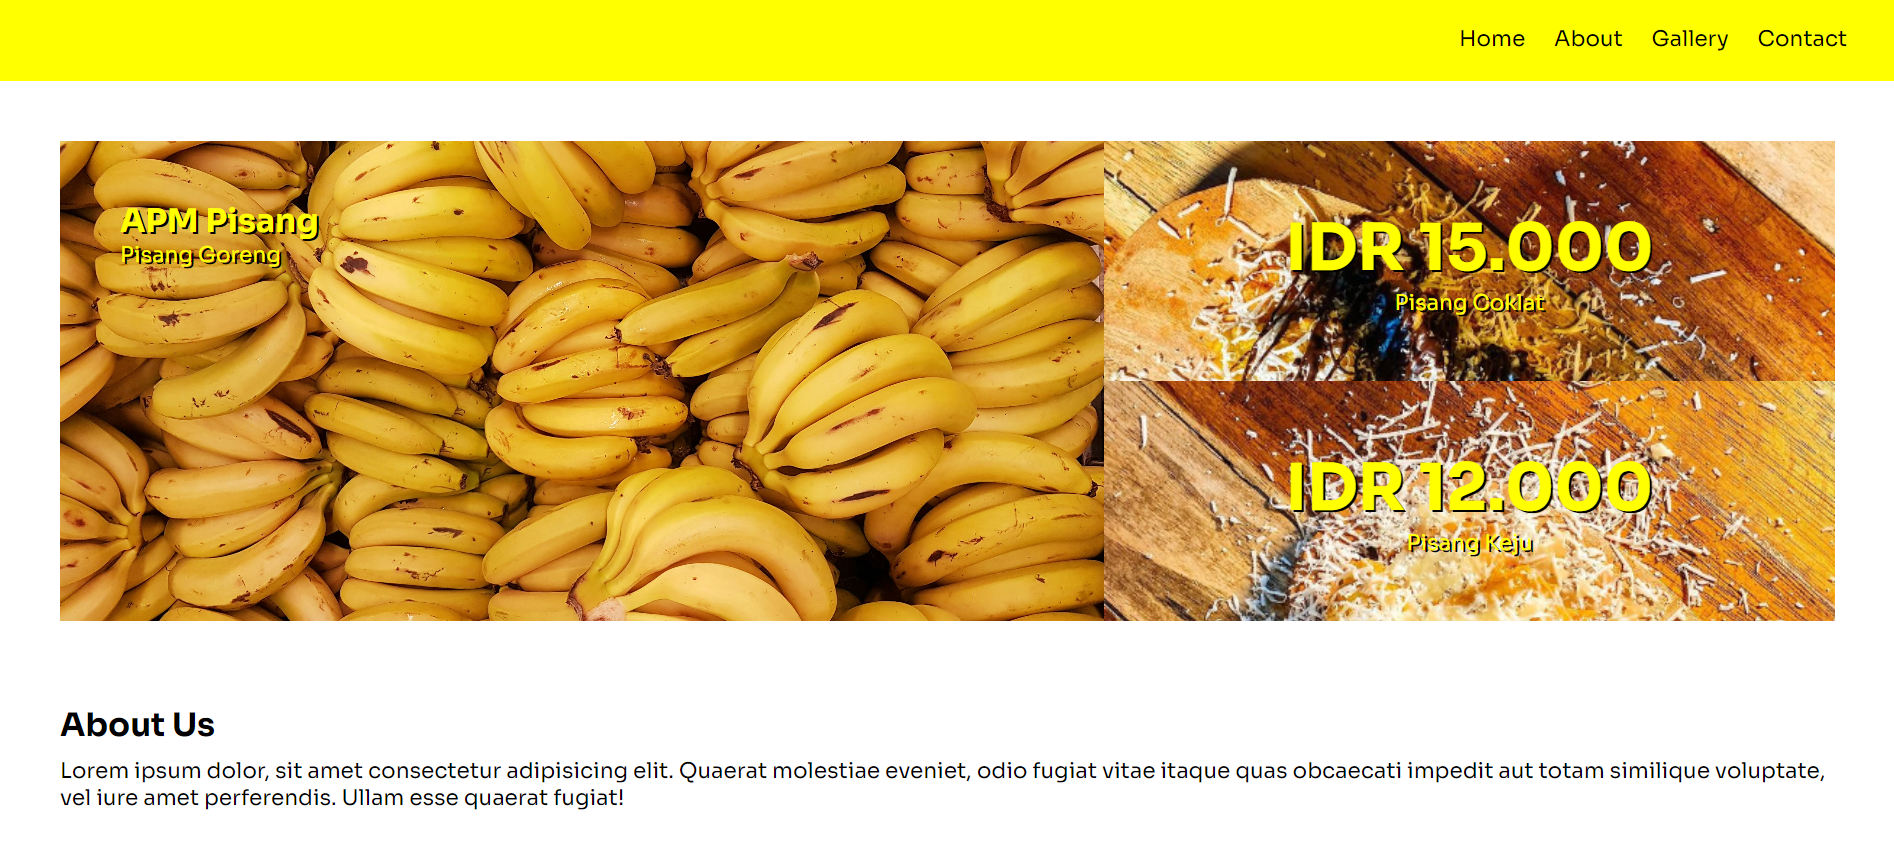 Home About Gallery Contact
APM Pisang
Pisang Goreng
IDR 15.000
Pisang Coklat
IDR 12.000
Pisang Keju
About Us
Lorem ipsum dolor, sit amet consectetur adipisicing elit. Quaerat molestiae eveniet, odio fugiat vitae itaque quas obcaecati impedit aut totam similique voluptate,
vel iure amet perferendis. Ullam esse quaerat fugiat!